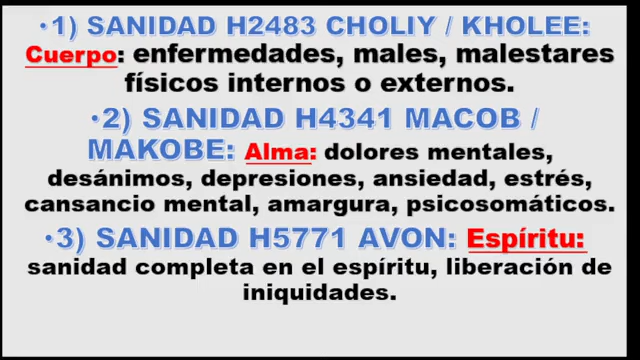 •1) SANIDAD H2483 CHOLIY / KHOLEE:
Cuerpo: enfermedades, males, malestares
físicos internos o externos.
•2) SANIDAD H4341 MACOB /
MAKOBE: Alma: dolores mentales,
desánimos, depresiones, ansiedad, estrés,
cansancio mental, amargura, psicosomáticos.
•3) SANIDAD H5771 AVON: Espíritu:
sanidad completa en el espíritu, liberación de
iniquidades.